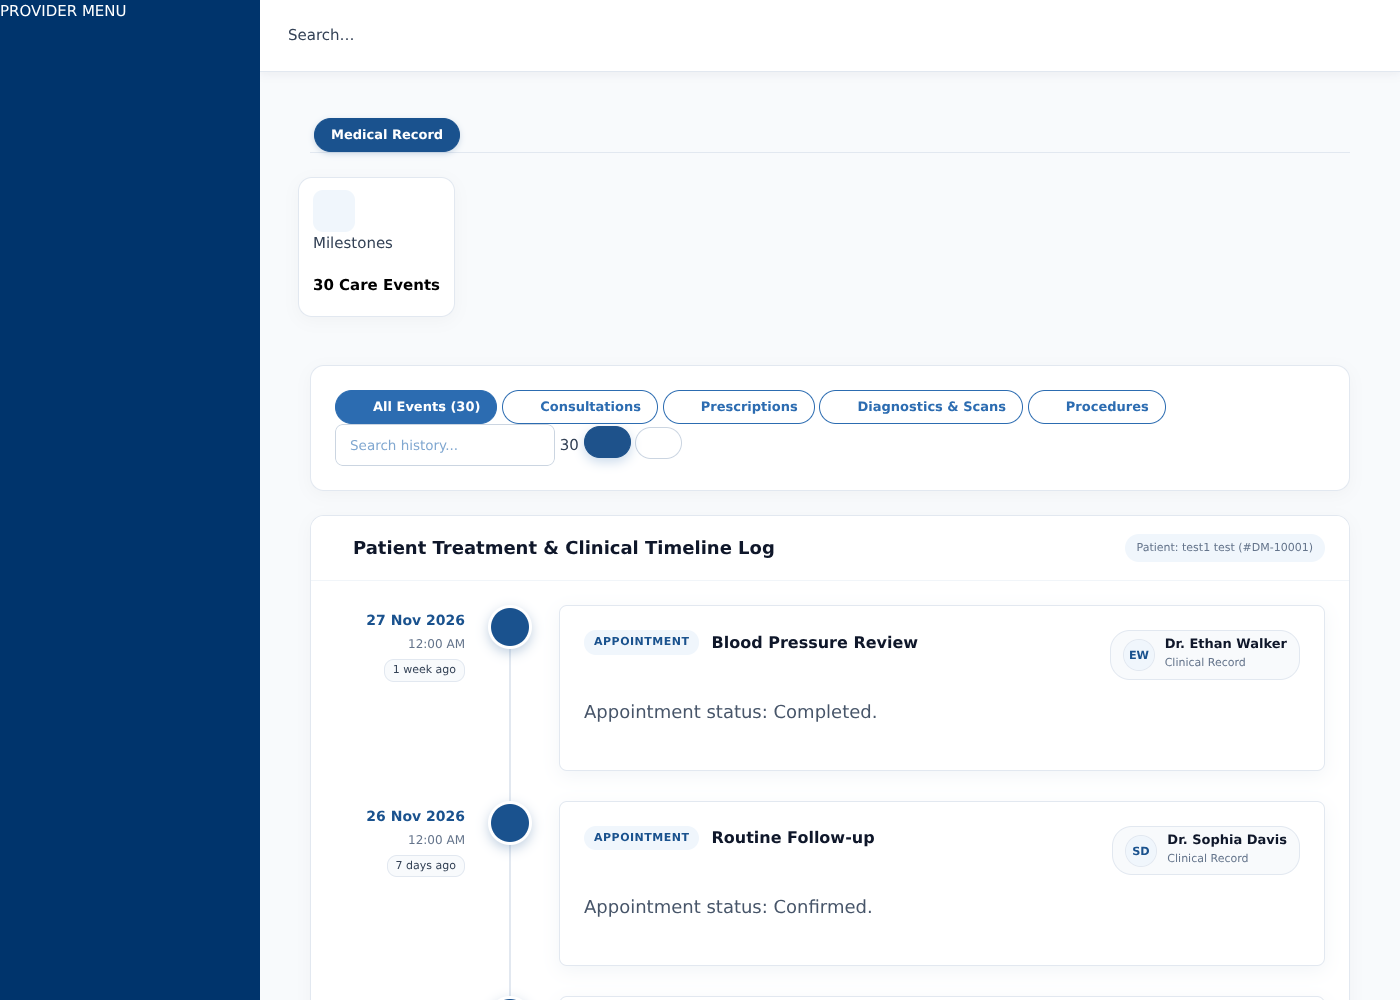 PROVIDER MENU
Search...
Medical Record
Milestones
30 Care Events
All Events (30)
Consultations
Prescriptions
Diagnostics & Scans
Procedures
Search history...
30
Patient Treatment & Clinical Timeline Log
Patient: test1 test (#DM-10001)
27 Nov 2026
12:00 AM
1 week ago
APPOINTMENT
Blood Pressure Review
EW
Dr. Ethan Walker
Clinical Record
Appointment status: Completed.
26 Nov 2026
12:00 AM
7 days ago
APPOINTMENT
Routine Follow-up
SD
Dr. Sophia Davis
Clinical Record
Appointment status: Confirmed.